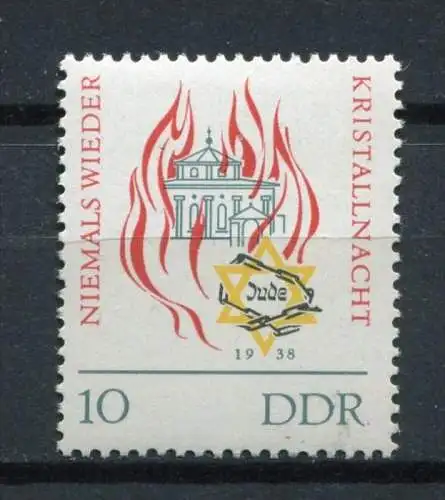 NIEMALS WIEDER
KRISTALLNACHT
Jude
1938
10 DDR